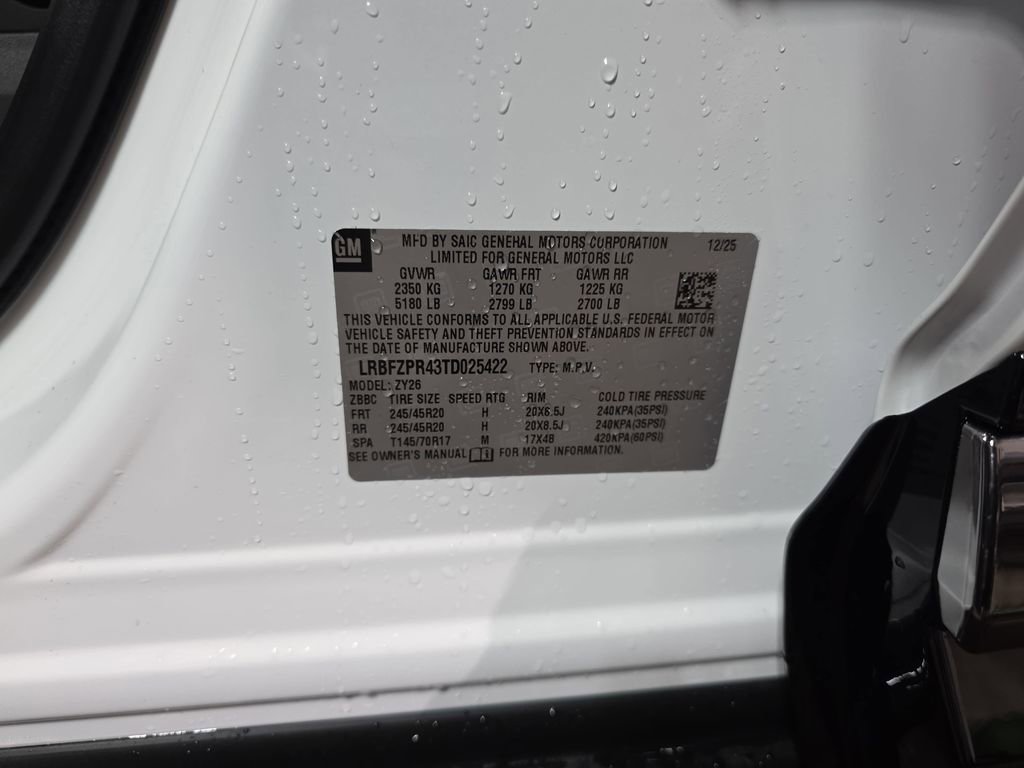 GM
MFD BY SAIC GENERAL MOTORS CORPORATION 12/25
LIMITED FOR GENERAL MOTORS LLC
GVWR GAWR FRT GAWR RR
2350 KG 1270 KG 1225 KG
5180 LB 2799 LB 2700 LB
THIS VEHICLE CONFORMS TO ALL APPLICABLE U.S. FEDERAL MOTOR
VEHICLE SAFETY AND THEFT PREVENTION STANDARDS IN EFFECT ON
THE DATE OF MANUFACTURE SHOWN ABOVE.
LRBFZPR43TD025422 TYPE: M.P.V.
MODEL: ZY26
ZBBC TIRE SIZE SPEED RTG RIM COLD TIRE PRESSURE
FRT 245/45R20 H 20X8.5J 240KPA(35PSI)
RR 245/45R20 H 20X8.5J 240KPA(35PSI)
SPA T145/70R17 M 17X4B 420KPA(60PSI)
SEE OWNER'S MANUAL FOR MORE INFORMATION.